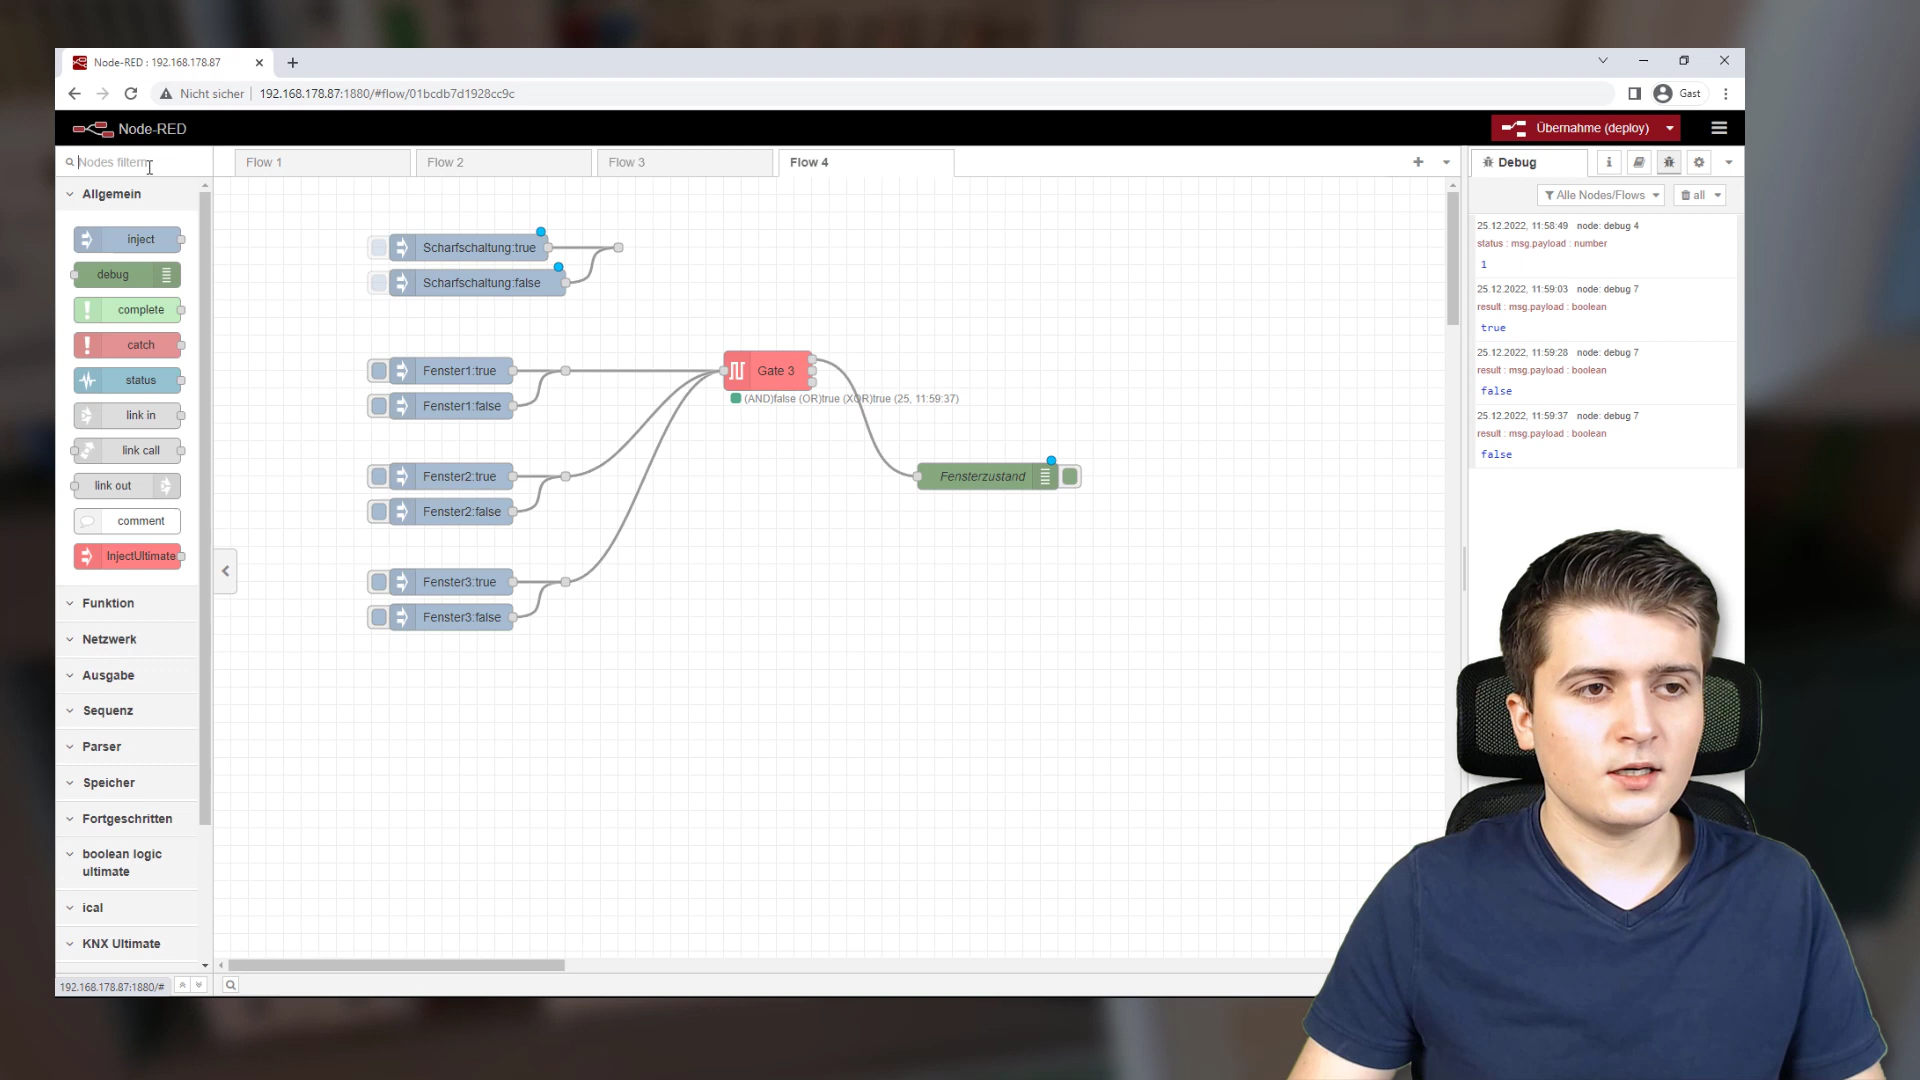 Node-RED : 192.168.178.87
Nicht sicher
192.168.178.87:1880/#flow/01bcdb7d1928cc9c
Gast
Node-RED
Übernahme (deploy)
Nodes filtern
Flow 1
Flow 2
Flow 3
Flow 4
Debug
Alle Nodes/Flows
all
Allgemein
inject
debug
complete
catch
status
link in
link call
link out
comment
InjectUltimate
Funktion
Netzwerk
Ausgabe
Sequenz
Parser
Speicher
Fortgeschritten
boolean logic
ultimate
ical
KNX Ultimate
192.168.178.87:1880/#
Scharfschaltung:true
Scharfschaltung:false
Fenster1:true
Fenster1:false
Fenster2:true
Fenster2:false
Fenster3:true
Fenster3:false
Gate 3
(AND)false (OR)true (XOR)true (25, 11:59:37)
Fensterzustand
25.12.2022, 11:58:49 node: debug 4
status : msg.payload : number
1
25.12.2022, 11:59:03 node: debug 7
result : msg.payload : boolean
true
25.12.2022, 11:59:28 node: debug 7
result : msg.payload : boolean
false
25.12.2022, 11:59:37 node: debug 7
result : msg.payload : boolean
false